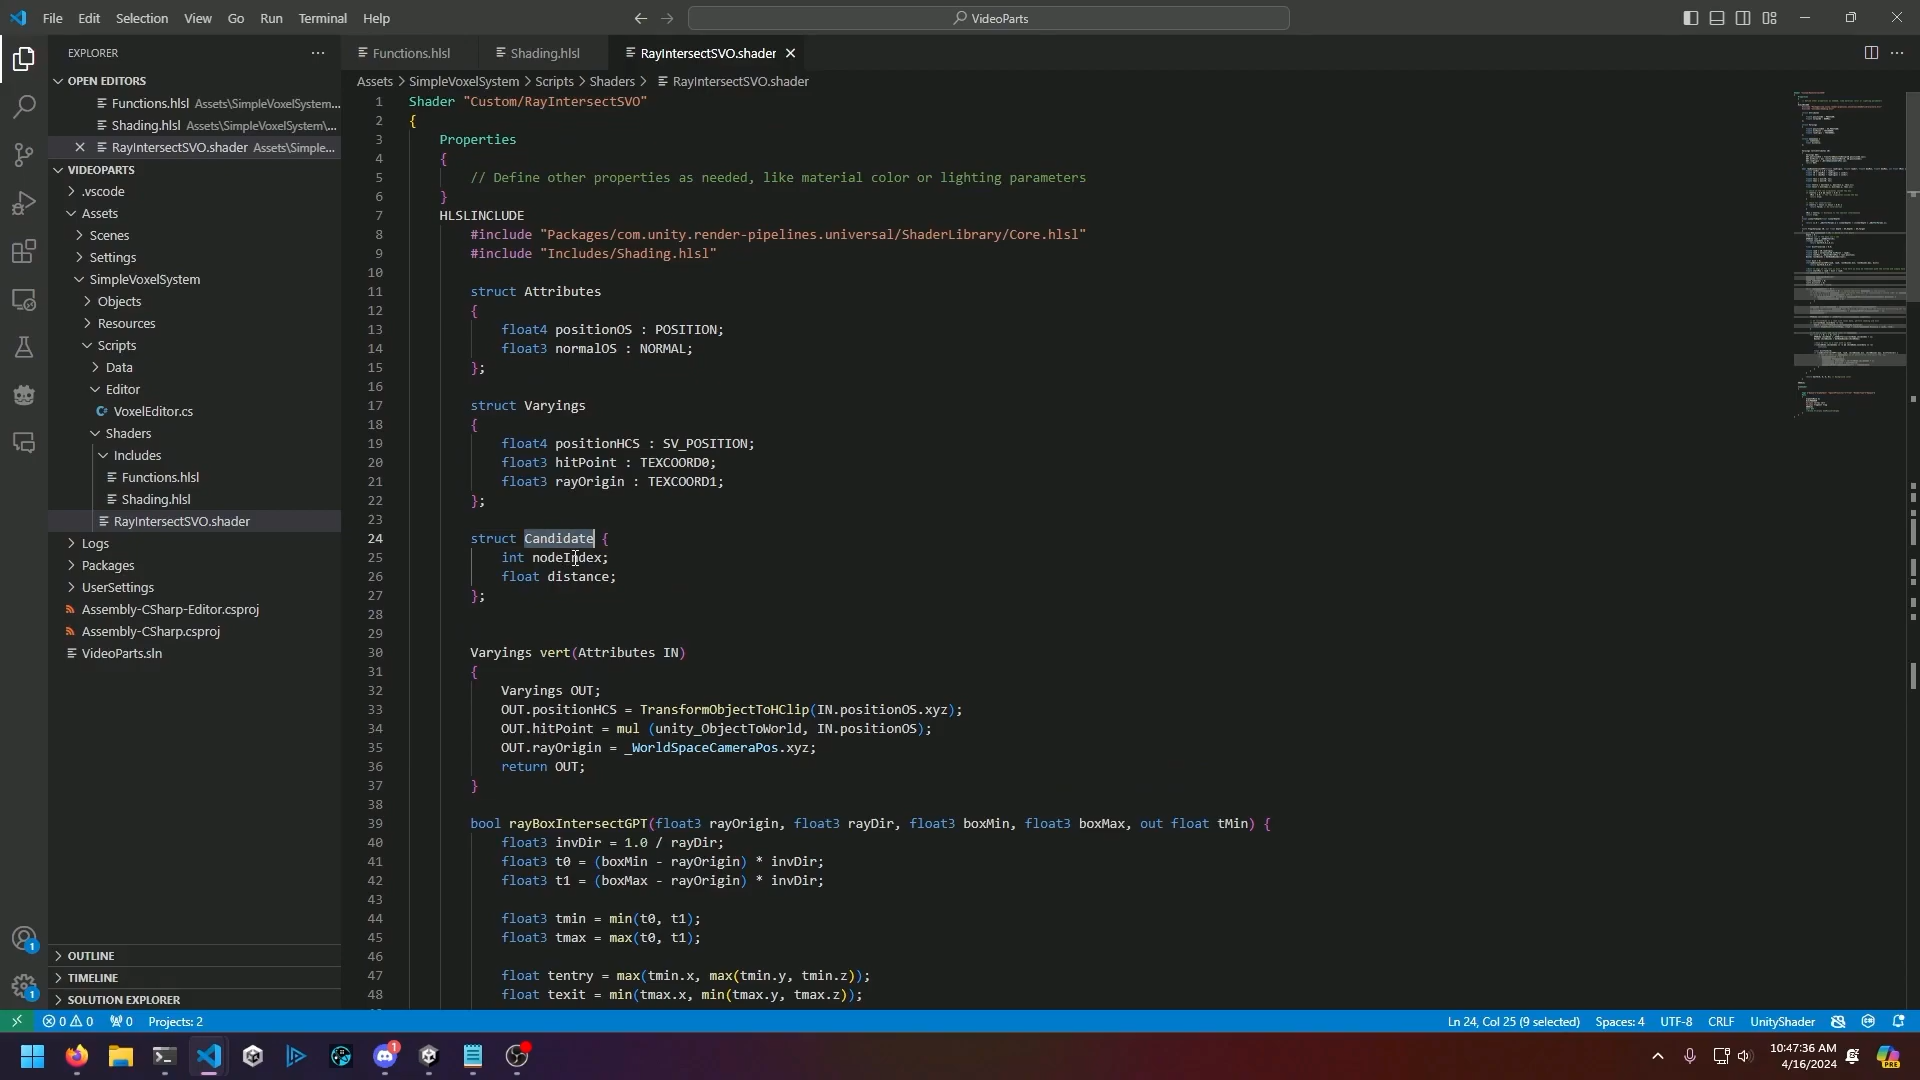 File Edit Selection View Go Run Terminal Help
VideoParts
EXPLORER
Functions.hlsl
Shading.hlsl
RayIntersectSVO.shader
OPEN EDITORS
Functions.hlsl Assets\SimpleVoxelSystem...
Shading.hlsl Assets\SimpleVoxelSystem\...
RayIntersectSVO.shader Assets\Simple...
VIDEOPARTS
.vscode
Assets
Scenes
Settings
SimpleVoxelSystem
Objects
Resources
Scripts
Data
Editor
VoxelEditor.cs
Shaders
Includes
Functions.hlsl
Shading.hlsl
RayIntersectSVO.shader
Logs
Packages
UserSettings
Assembly-CSharp-Editor.csproj
Assembly-CSharp.csproj
VideoParts.sln
OUTLINE
TIMELINE
SOLUTION EXPLORER
Assets > SimpleVoxelSystem > Scripts > Shaders > RayIntersectSVO.shader
1 Shader "Custom/RayIntersectSVO"
2 {
3 Properties
4 {
5 // Define other properties as needed, like material color or lighting parameters
6 }
7 HLSLINCLUDE
8 #include "Packages/com.unity.render-pipelines.universal/ShaderLibrary/Core.hlsl"
9 #include "Includes/Shading.hlsl"
10
11 struct Attributes
12 {
13 float4 positionOS : POSITION;
14 float3 normalOS : NORMAL;
15 };
16
17 struct Varyings
18 {
19 float4 positionHCS : SV_POSITION;
20 float3 hitPoint : TEXCOORD0;
21 float3 rayOrigin : TEXCOORD1;
22 };
23
24 struct Candidate {
25 int nodeIndex;
26 float distance;
27 };
28
29
30 Varyings vert(Attributes IN)
31 {
32 Varyings OUT;
33 OUT.positionHCS = TransformObjectToHClip(IN.positionOS.xyz);
34 OUT.hitPoint = mul (unity_ObjectToWorld, IN.positionOS);
35 OUT.rayOrigin = _WorldSpaceCameraPos.xyz;
36 return OUT;
37 }
38
39 bool rayBoxIntersectGPT(float3 rayOrigin, float3 rayDir, float3 boxMin, float3 boxMax, out float tMin) {
40 float3 invDir = 1.0 / rayDir;
41 float3 t0 = (boxMin - rayOrigin) * invDir;
42 float3 t1 = (boxMax - rayOrigin) * invDir;
43
44 float3 tmin = min(t0, t1);
45 float3 tmax = max(t0, t1);
46
47 float tentry = max(tmin.x, max(tmin.y, tmin.z));
48 float texit = min(tmax.x, min(tmax.y, tmax.z));
1
1
0 0 0 Projects: 2
Ln 24, Col 25 (9 selected) Spaces: 4 UTF-8 CRLF UnityShader
1
10:47:36 AM
4/16/2024
PRE